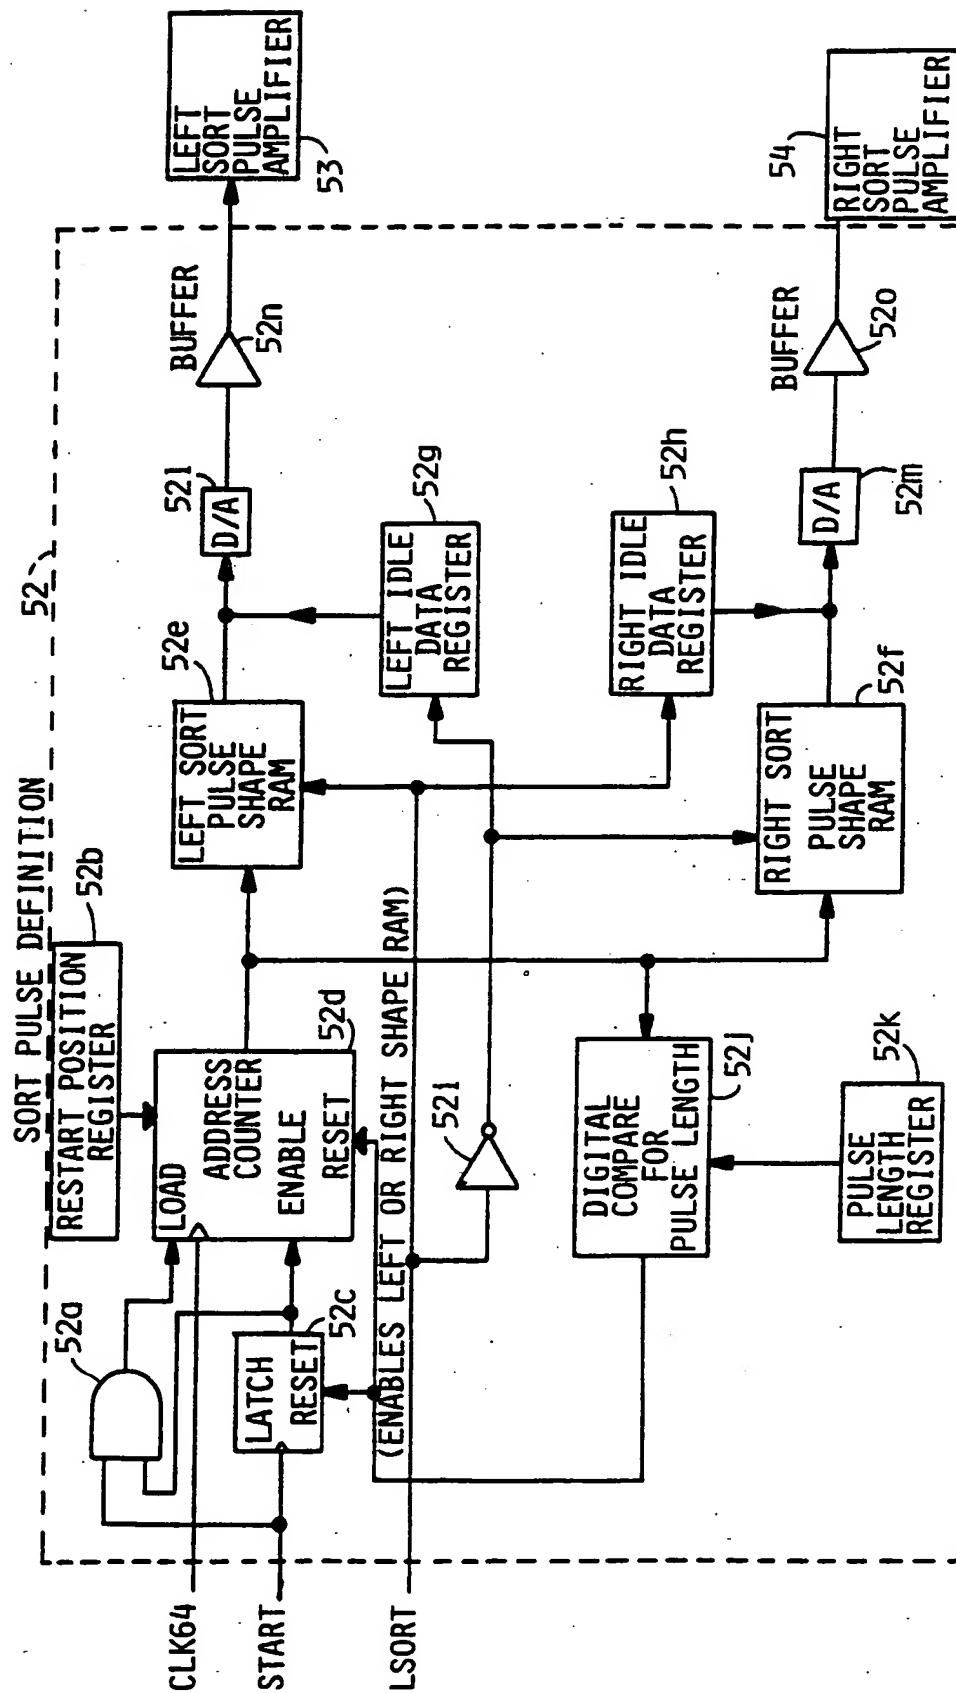 SORT PULSE DEFINITION
52
CLK64
START
LSORT
52a
RESTART POSITION
REGISTER
52b
LATCH
RESET
52c
LOAD
ADDRESS
COUNTER
ENABLE
RESET
52d
(ENABLES LEFT OR RIGHT SHAPE RAM)
52i
LEFT SORT
PULSE
SHAPE
RAM
52e
LEFT IDLE
DATA
REGISTER
52g
D/A
52l
BUFFER
52n
LEFT
SORT
PULSE
AMPLIFIER
53
DIGITAL
COMPARE
FOR
PULSE LENGTH
52j
PULSE
LENGTH
REGISTER
52k
RIGHT SORT
PULSE
SHAPE
RAM
52f
RIGHT IDLE
DATA
REGISTER
52h
D/A
52m
BUFFER
52o
RIGHT
SORT
PULSE
AMPLIFIER
54